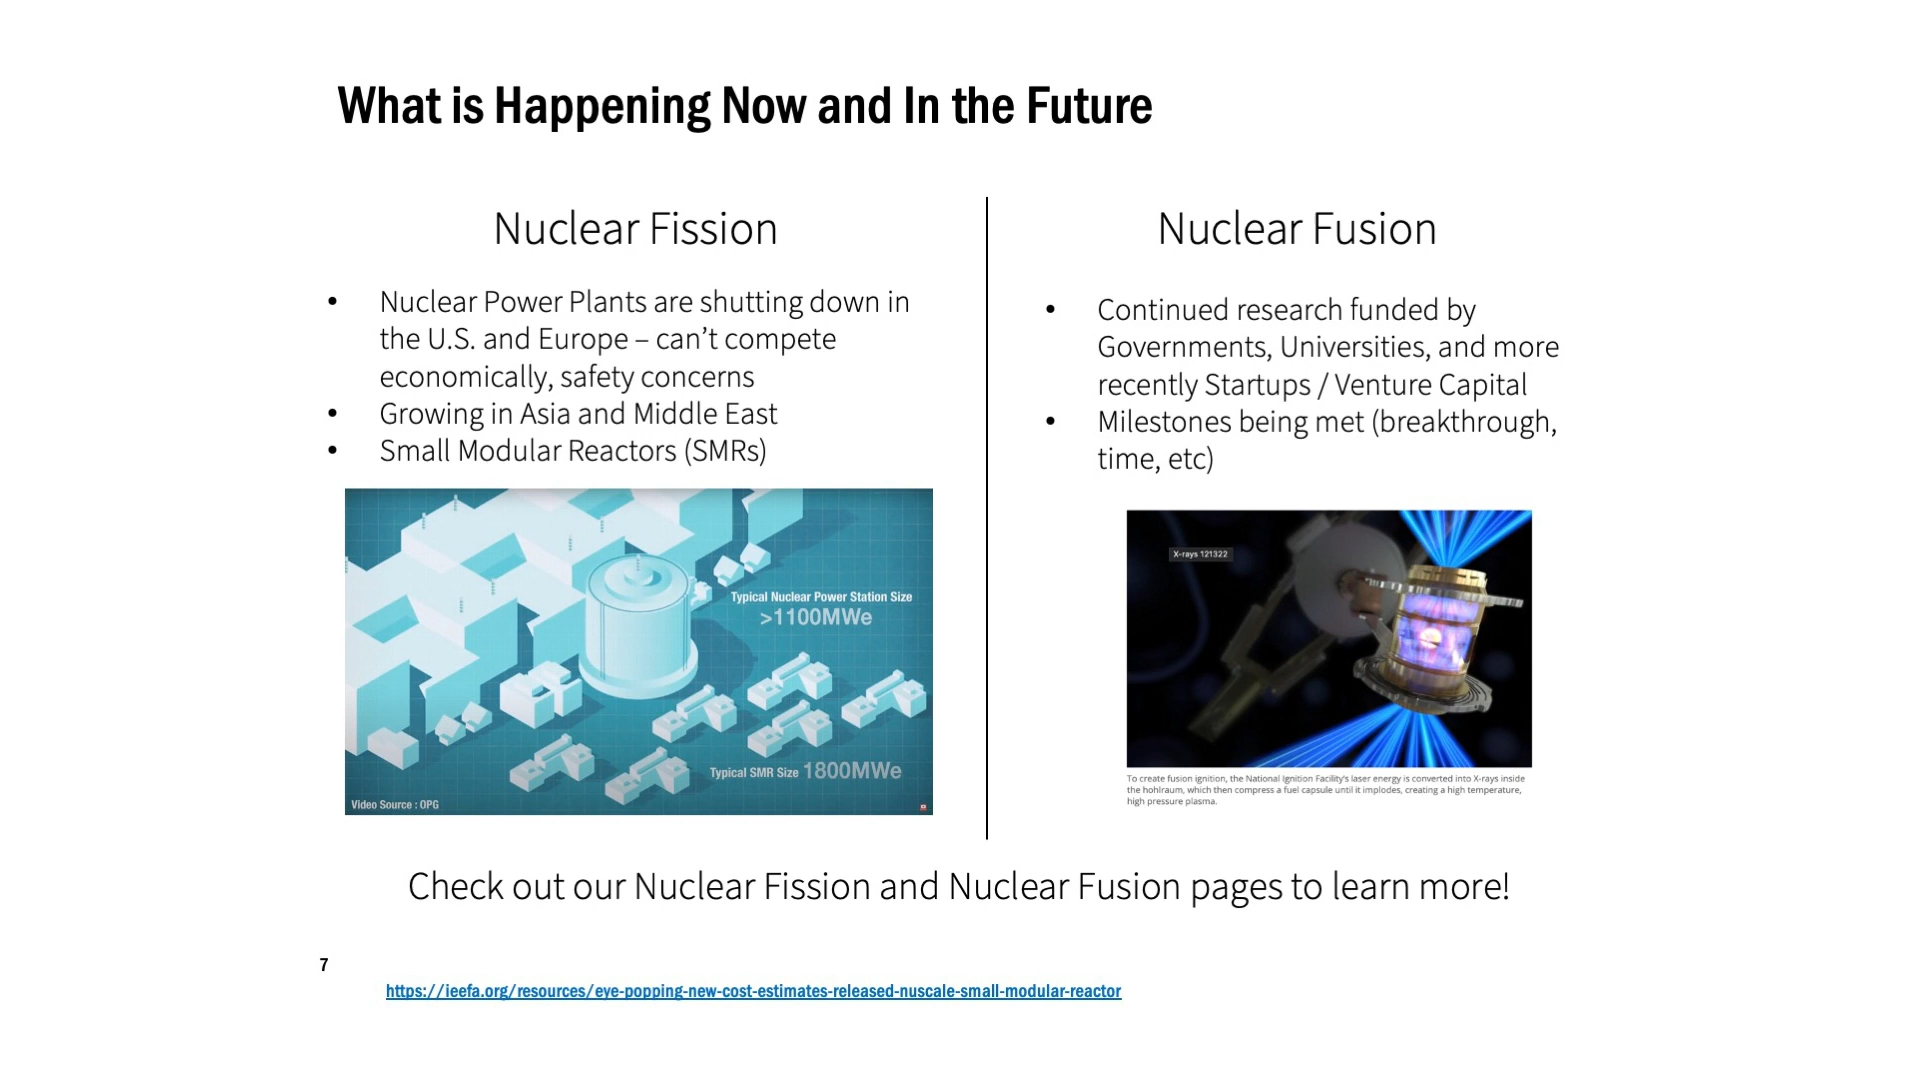 What is Happening Now and In the Future
Nuclear Fission
• Nuclear Power Plants are shutting down in
the U.S. and Europe – can’t compete
economically, safety concerns
• Growing in Asia and Middle East
• Small Modular Reactors (SMRs)
Typical Nuclear Power Station Size
>1100MWe
Typical SMR Size 1800MWe
Video Source : OPG
Nuclear Fusion
• Continued research funded by
Governments, Universities, and more
recently Startups / Venture Capital
• Milestones being met (breakthrough,
time, etc)
X-rays 121322
To create fusion ignition, the National Ignition Facility's laser energy is converted into X-rays inside
the hohlraum, which then compress a fuel capsule until it implodes, creating a high temperature,
high pressure plasma.
Check out our Nuclear Fission and Nuclear Fusion pages to learn more!
7
https://ieefa.org/resources/eye-popping-new-cost-estimates-released-nuscale-small-modular-reactor